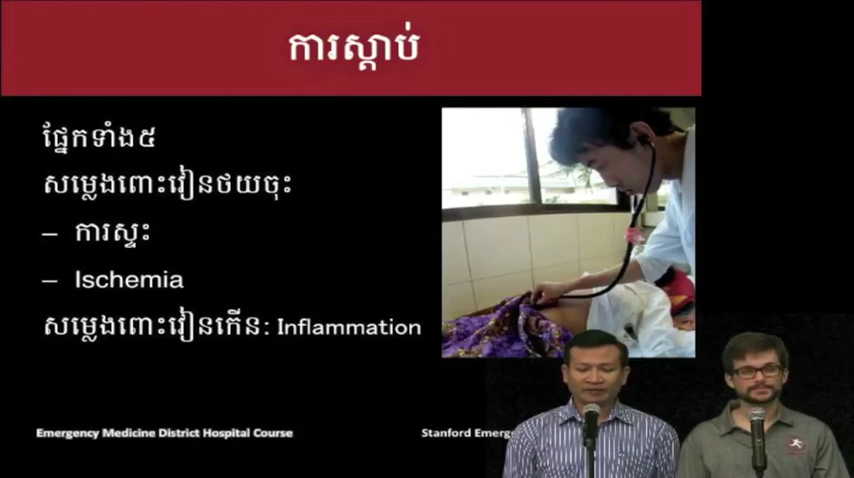 ការស្តាប់
ផ្នែកទាំង៥
សម្លេងពោះវៀនថយចុះ
– ការស្ទះ
– Ischemia
សម្លេងពោះវៀនកើន: Inflammation
Emergency Medicine District Hospital Course
Stanford